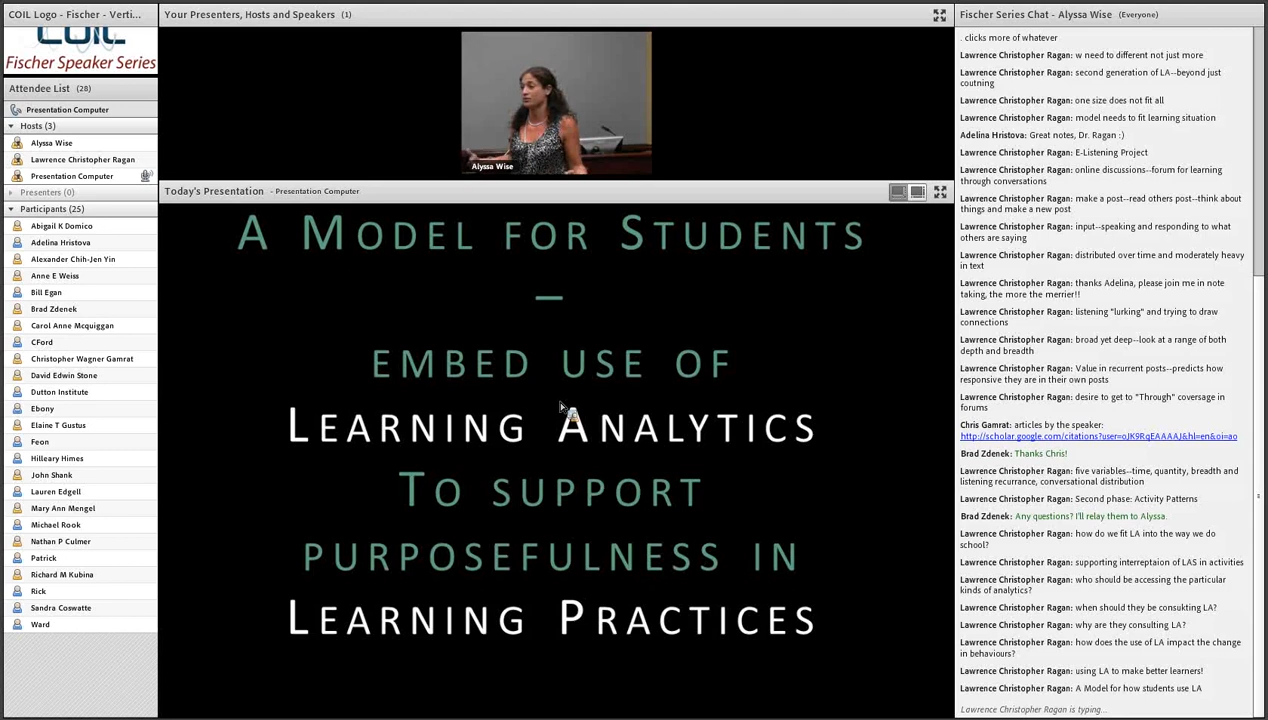 COIL Logo - Fischer - Verti...
COIL
Fischer Speaker Series
Attendee List (28)
Presentation Computer
Hosts (3)
Alyssa Wise
Lawrence Christopher Ragan
Presentation Computer
Presenters (0)
Participants (25)
Abigail K Domico
Adelina Hristova
Alexander Chih-Jen Yin
Anne E Weiss
Bill Egan
Brad Zdenek
Carol Anne Mcquiggan
CFord
Christopher Wagner Gamrat
David Edwin Stone
Dutton Institute
Ebony
Elaine T Gustus
Feon
Hilleary Himes
John Shank
Lauren Edgell
Mary Ann Mengel
Michael Rook
Nathan P Culmer
Patrick
Richard M Kubina
Rick
Sandra Coswatte
Ward
Your Presenters, Hosts and Speakers (1)
Alyssa Wise
Today's Presentation - Presentation Computer
A MODEL FOR STUDENTS
–
EMBED USE OF
LEARNING ANALYTICS
TO SUPPORT
PURPOSEFULNESS IN
LEARNING PRACTICES
Fischer Series Chat - Alyssa Wise (Everyone)
. clicks more of whatever
Lawrence Christopher Ragan: w need to different not just more
Lawrence Christopher Ragan: second generation of LA--beyond just
coutning
Lawrence Christopher Ragan: one size does not fit all
Lawrence Christopher Ragan: model needs to fit learning situation
Adelina Hristova: Great notes, Dr. Ragan :)
Lawrence Christopher Ragan: E-Listening Project
Lawrence Christopher Ragan: online discussions--forum for learning
through conversations
Lawrence Christopher Ragan: make a post--read others post--think about
things and make a new post
Lawrence Christopher Ragan: input--speaking and responding to what
others are saying
Lawrence Christopher Ragan: distributed over time and moderately heavy
in text
Lawrence Christopher Ragan: thanks Adelina, please join me in note
taking, the more the merrier!!
Lawrence Christopher Ragan: listening "lurking" and trying to draw
connections
Lawrence Christopher Ragan: broad yet deep--look at a range of both
depth and breadth
Lawrence Christopher Ragan: Value in recurrent posts--predicts how
responsive they are in their own posts
Lawrence Christopher Ragan: desire to get to "Through" coverage in
forums
Chris Gamrat: articles by the speaker:
http://scholar.google.com/citations?user=oJK9RqEAAAAJ&hl=en&oi=ao
Brad Zdenek: Thanks Chris!
Lawrence Christopher Ragan: five variables--time, quantity, breadth and
listening recurrance, conversational distribution
Lawrence Christopher Ragan: Second phase: Activity Patterns
Brad Zdenek: Any questions? I'll relay them to Alyssa.
Lawrence Christopher Ragan: how do we fit LA into the way we do
school?
Lawrence Christopher Ragan: supporting interreptaion of LAS in activities
Lawrence Christopher Ragan: who should be accessing the particular
kinds of analytics?
Lawrence Christopher Ragan: when should they be consukting LA?
Lawrence Christopher Ragan: why are they consulting LA?
Lawrence Christopher Ragan: how does the use of LA impact the change
in behaviours?
Lawrence Christopher Ragan: using LA to make better learners!
Lawrence Christopher Ragan: A Model for how students use LA
Lawrence Christopher Ragan is typing...